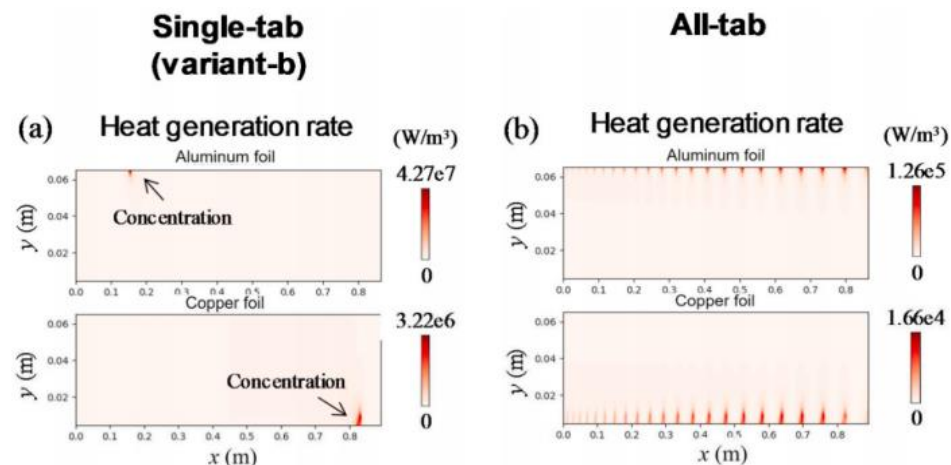 Single-tab
(variant-b)
All-tab
(a) Heat generation rate (W/m³)
Aluminum foil
4.27e7
0.06
0.04
0.02
y (m)
Concentration
0
0.0 0.1 0.2 0.3 0.4 0.5 0.6 0.7 0.8
Copper foil
3.22e6
0.06
0.04
0.02
y (m)
Concentration
0
0.0 0.1 0.2 0.3 0.4 0.5 0.6 0.7 0.8
x (m)
(b) Heat generation rate (W/m³)
Aluminum foil
1.26e5
0.06
0.04
0.02
y (m)
0
0.0 0.1 0.2 0.3 0.4 0.5 0.6 0.7 0.8
Copper foil
1.66e4
0.06
0.04
0.02
y (m)
0
0.0 0.1 0.2 0.3 0.4 0.5 0.6 0.7 0.8
x (m)